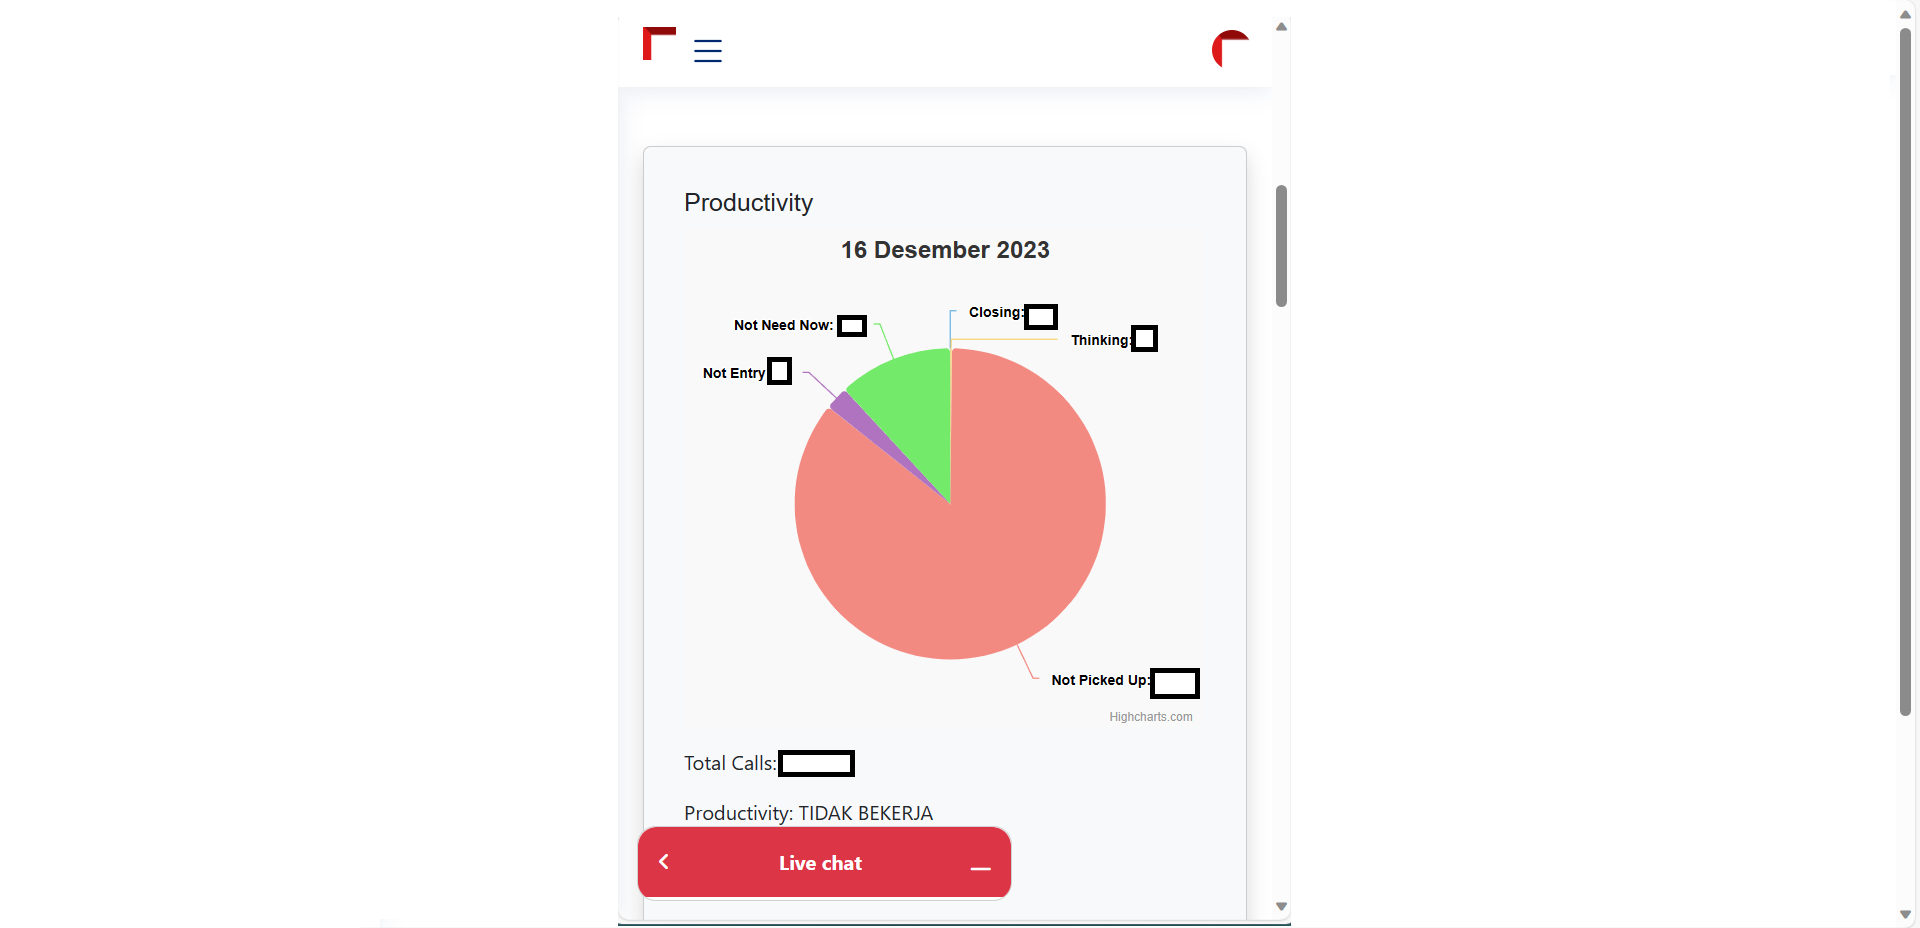 Productivity
16 Desember 2023
Closing:
Not Need Now:
Thinking:
Not Entry
Not Picked Up:
Highcharts.com
Total Calls:
Productivity: TIDAK BEKERJA
Live chat